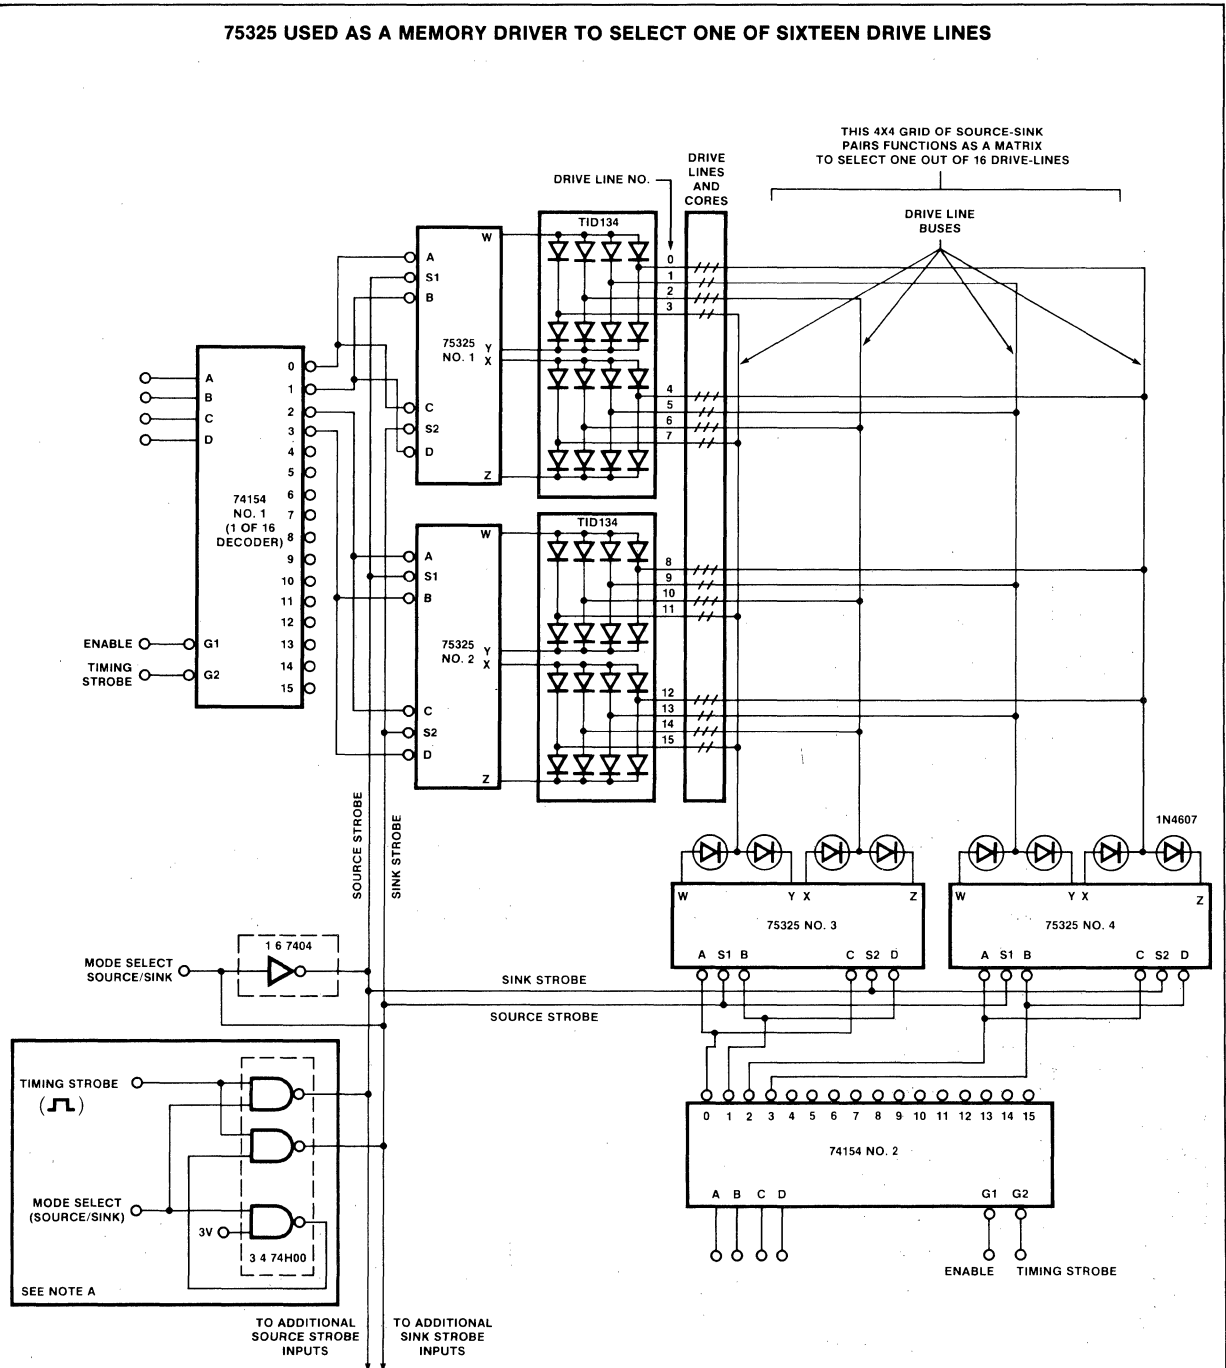 75325 USED AS A MEMORY DRIVER TO SELECT ONE OF SIXTEEN DRIVE LINES
THIS 4X4 GRID OF SOURCE-SINK
PAIRS FUNCTIONS AS A MATRIX
TO SELECT ONE OUT OF 16 DRIVE-LINES
DRIVE
LINES
AND
CORES
DRIVE LINE NO.
DRIVE LINE
BUSES
TID134
W
A
S1
B
75325
NO. 1
Y
X
C
S2
D
Z
0
1
2
3
4
5
6
7
A
B
C
D
74154
NO. 1
(1 OF 16
DECODER)
0
1
2
3
4
5
6
7
8
9
10
11
12
13
14
15
ENABLE
G1
TIMING
STROBE
G2
TID134
W
A
S1
B
75325
NO. 2
Y
X
C
S2
D
Z
8
9
10
11
12
13
14
15
SOURCE STROBE
SINK STROBE
1N4607
W
Y X
Z
75325 NO. 3
A S1 B
C S2 D
W
Y X
Z
75325 NO. 4
A S1 B
C S2 D
1 6 7404
MODE SELECT
SOURCE/SINK
SINK STROBE
SOURCE STROBE
TIMING STROBE
( )
MODE SELECT
(SOURCE/SINK)
3V
3 4 74H00
SEE NOTE A
0 1 2 3 4 5 6 7 8 9 10 11 12 13 14 15
74154 NO. 2
A B C D
G1 G2
ENABLE TIMING STROBE
TO ADDITIONAL
SOURCE STROBE
INPUTS
TO ADDITIONAL
SINK STROBE
INPUTS